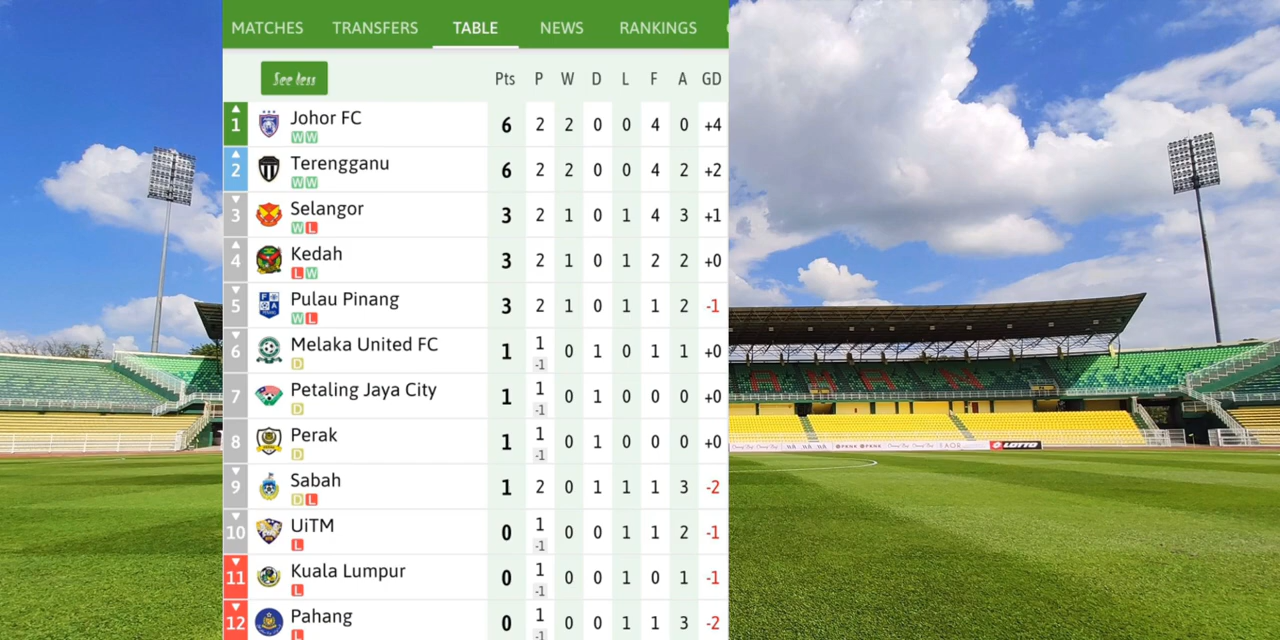 MATCHES TRANSFERS TABLE NEWS RANKINGS
See less Pts P W D L F A GD
1 Johor FC 6 2 2 0 0 4 0 +4
W W
2 Terengganu 6 2 2 0 0 4 2 +2
W W
3 Selangor 3 2 1 0 1 4 3 +1
W L
4 Kedah 3 2 1 0 1 2 2 +0
L W
5 Pulau Pinang 3 2 1 0 1 1 2 -1
W L
6 Melaka United FC 1 1 0 1 0 1 1 +0
D -1
7 Petaling Jaya City 1 1 0 1 0 0 0 +0
D -1
8 Perak 1 1 0 1 0 0 0 +0
D -1
9 Sabah 1 2 0 1 1 1 3 -2
D L
10 UiTM 0 1 0 0 1 1 2 -1
L -1
11 Kuala Lumpur 0 1 0 0 1 0 1 -1
L -1
12 Pahang 0 1 0 0 1 1 3 -2
L -1
LOTTO